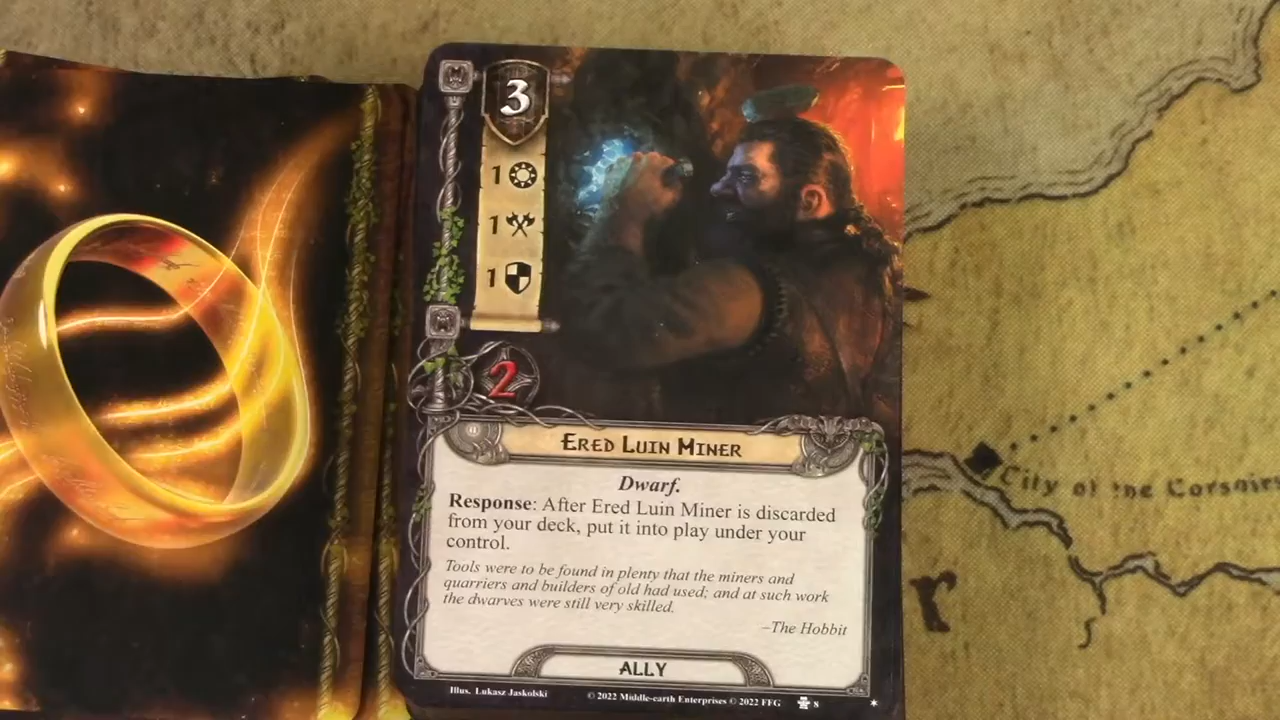 3
1
1
1
2
ERED LUIN MINER
Dwarf.
Response: After Ered Luin Miner is discarded
from your deck, put it into play under your
control.
Tools were to be found in plenty that the miners and
quarriers and builders of old had used; and at such work
the dwarves were still very skilled.
–The Hobbit
ALLY
Illus. Lukasz Jaskolski
© 2022 Middle-earth Enterprises © 2022 FFG
8
City of the Corsairs
r